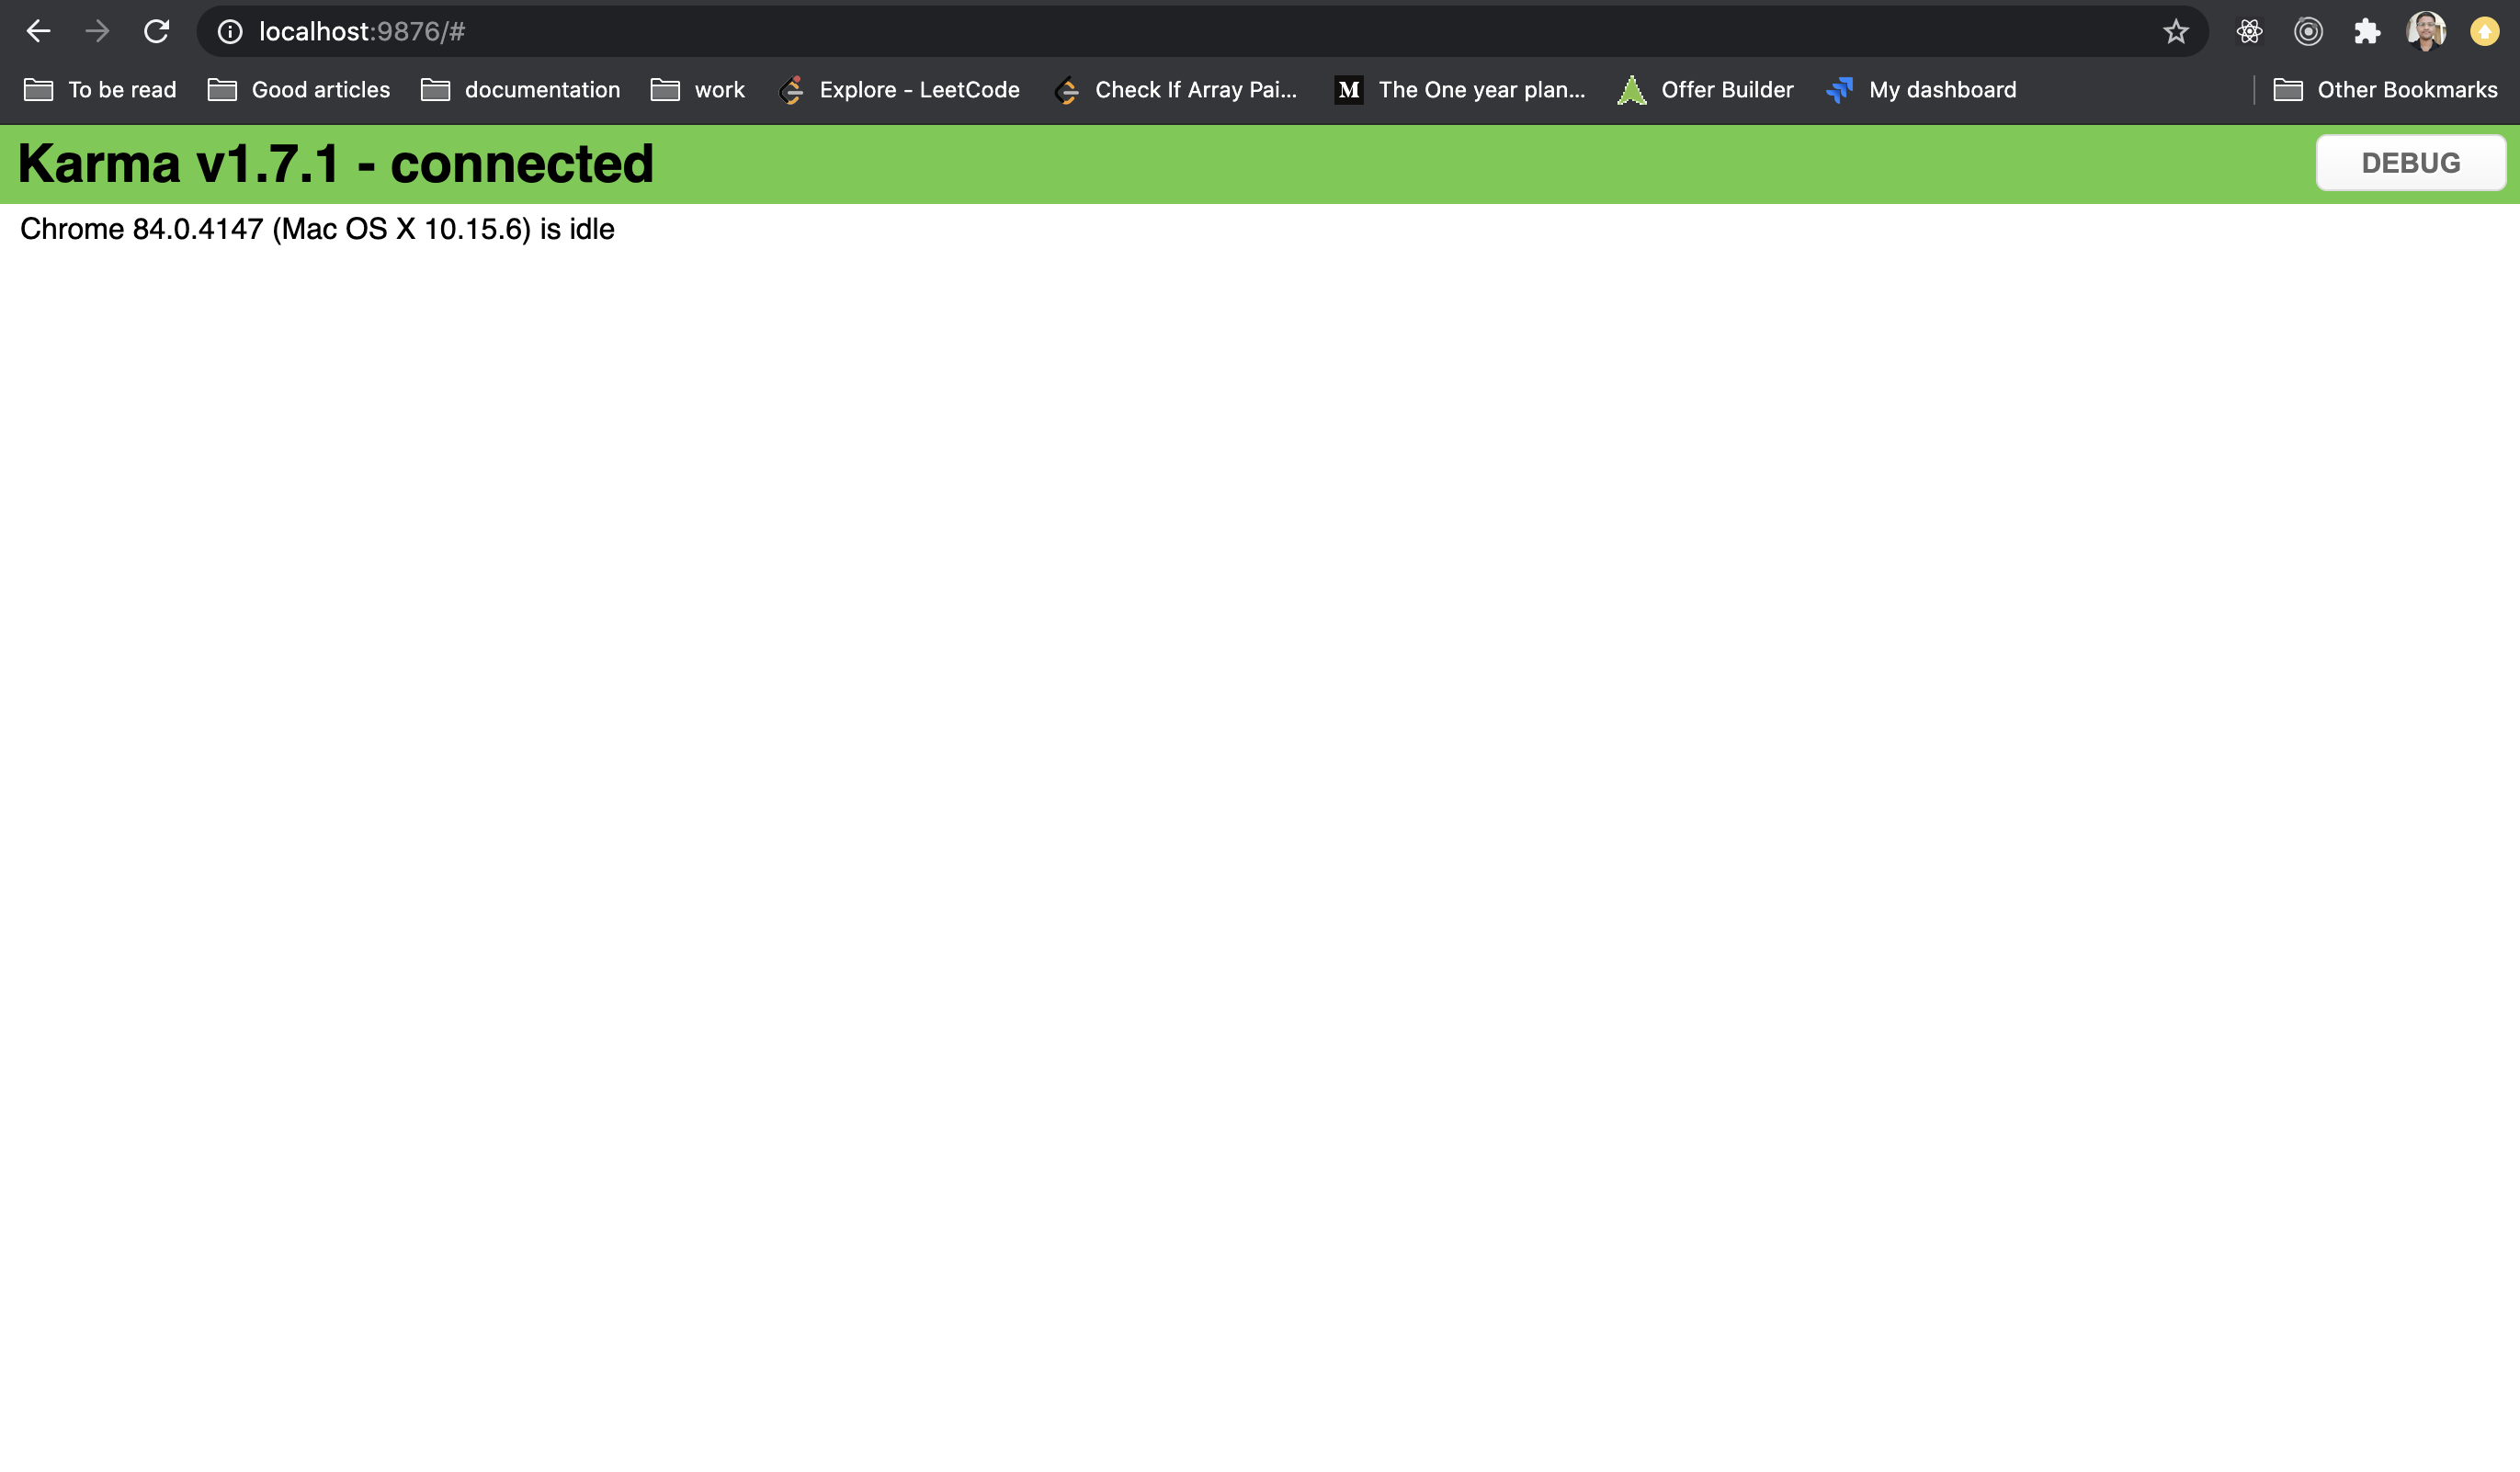 localhost:9876/#
To be read Good articles documentation work Explore - LeetCode Check If Array Pai... M The One year plan... Offer Builder My dashboard Other Bookmarks
Karma v1.7.1 - connected DEBUG
Chrome 84.0.4147 (Mac OS X 10.15.6) is idle